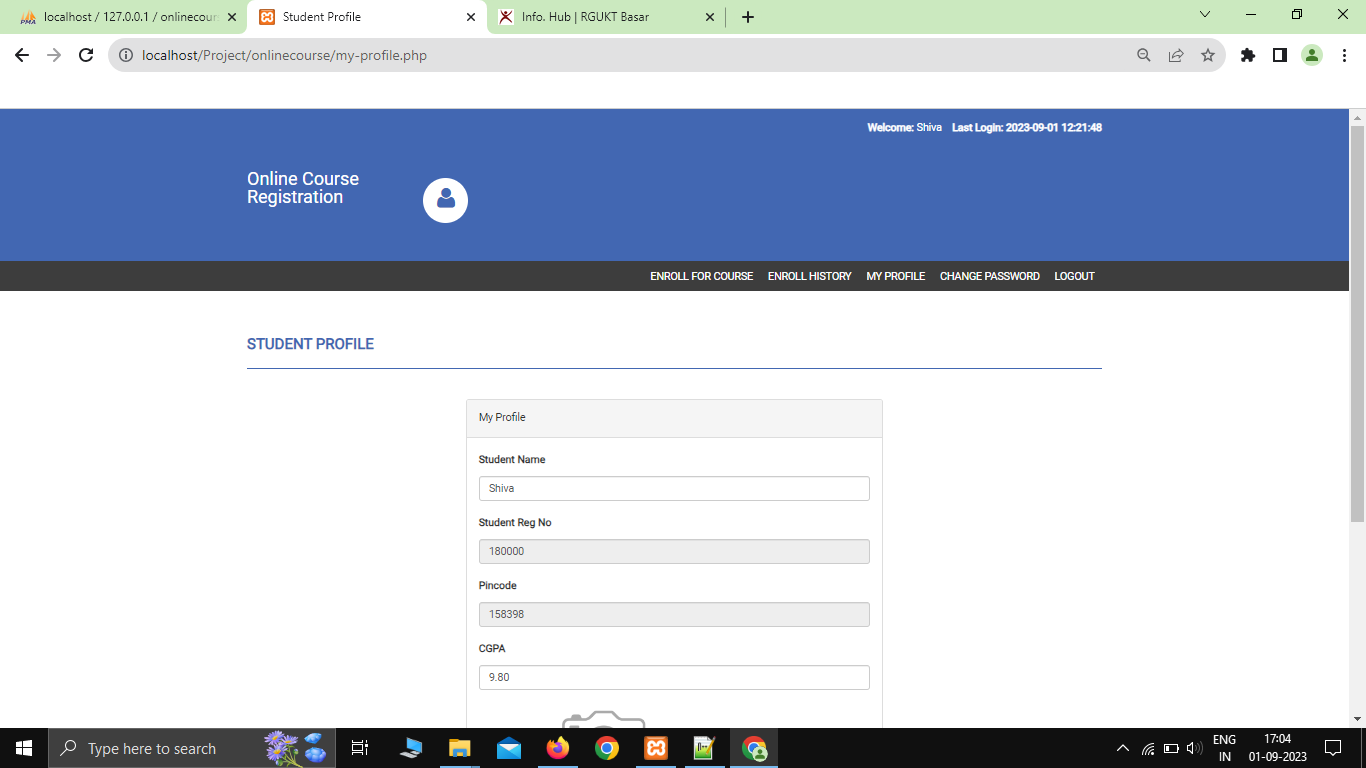 localhost / 127.0.0.1 / onlinecour
Student Profile
Info. Hub | RGUKT Basar
localhost/Project/onlinecourse/my-profile.php
Welcome: Shiva Last Login: 2023-09-01 12:21:48
Online Course
Registration
ENROLL FOR COURSE ENROLL HISTORY MY PROFILE CHANGE PASSWORD LOGOUT
STUDENT PROFILE
My Profile
Student Name
Shiva
Student Reg No
180000
Pincode
158398
CGPA
9.80
Type here to search
ENG
IN
17:04
01-09-2023